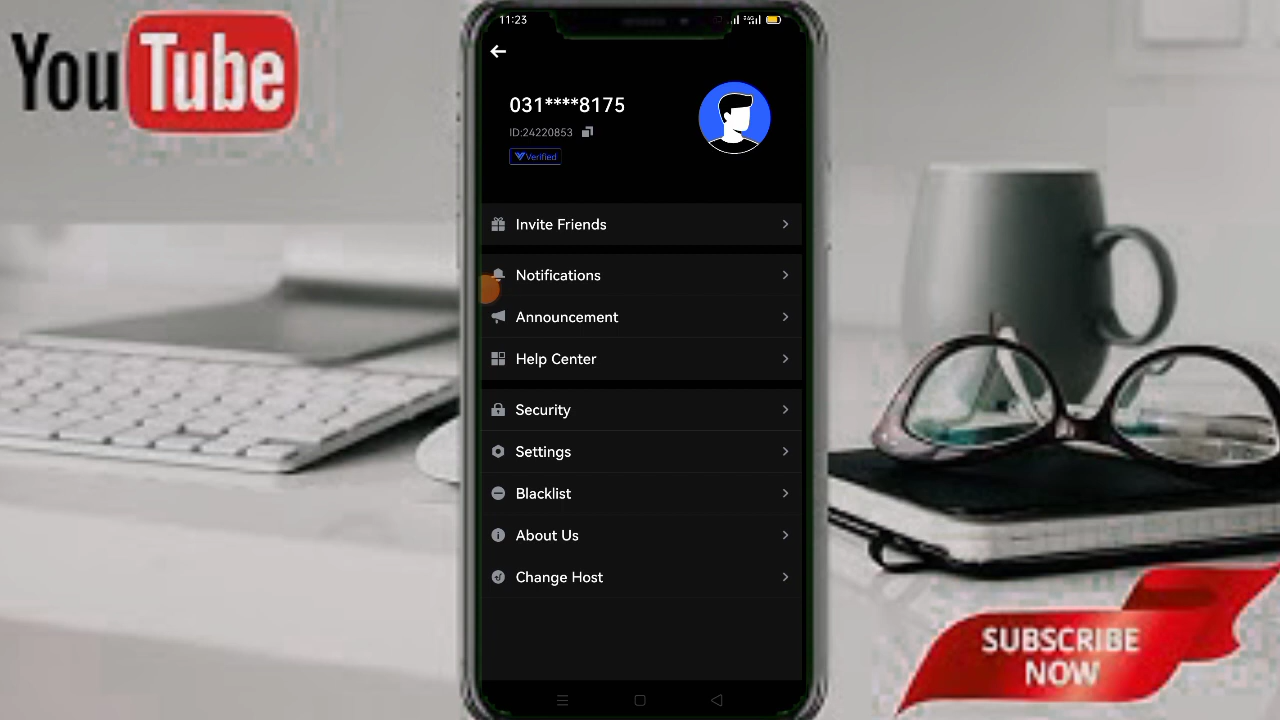 YouTube
11:23
031****8175
ID:24220853
Verified
Invite Friends
Notifications
Announcement
Help Center
Security
Settings
Blacklist
About Us
Change Host
SUBSCRIBE
NOW